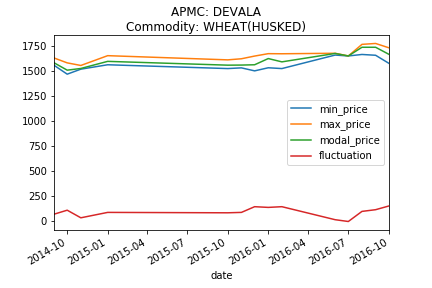 APMC: DEVALA
Commodity: WHEAT(HUSKED)
1750
1500
1250
1000
750
500
250
0
min_price
max_price
modal_price
fluctuation
2014-10
2015-01
2015-04
2015-07
2015-10
2016-01
2016-04
2016-07
2016-10
date